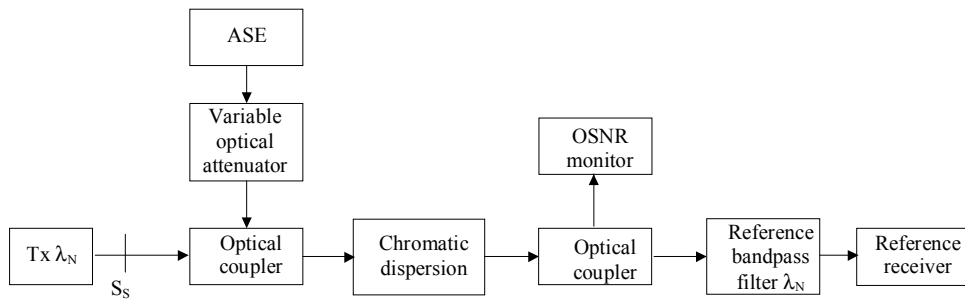 ASE
Variable
optical
attenuator
OSNR
monitor
Tx λN
SS
Optical
coupler
Chromatic
dispersion
Optical
coupler
Reference
bandpass
filter λN
Reference
receiver